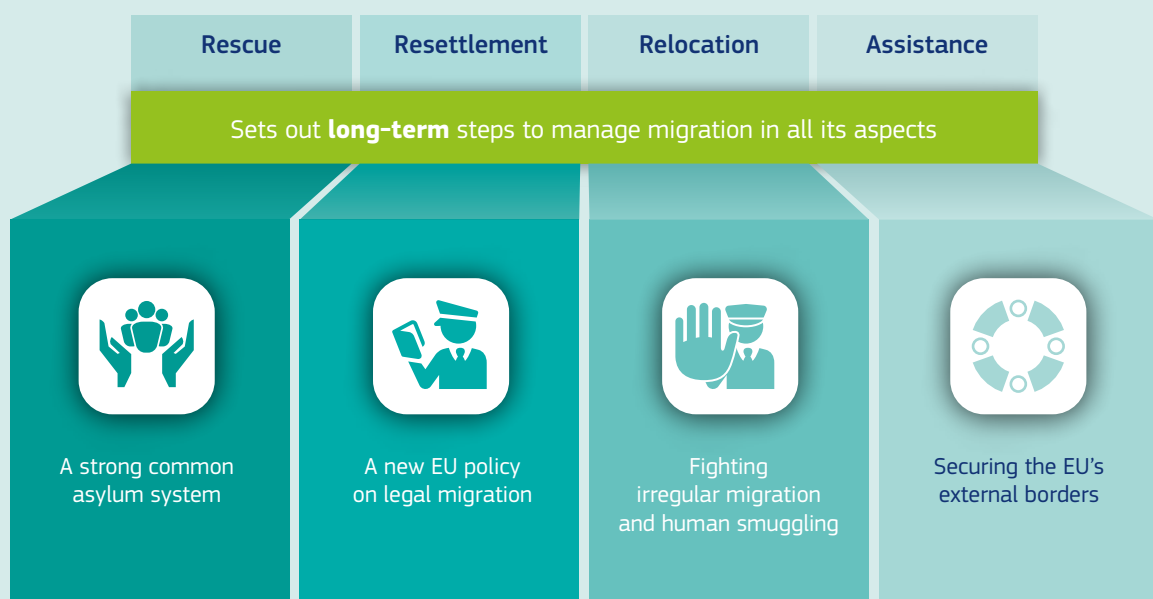 Rescue
Resettlement
Relocation
Assistance
Sets out long-term steps to manage migration in all its aspects
A strong common
asylum system
A new EU policy
on legal migration
Fighting
irregular migration
and human smuggling
Securing the EU's
external borders